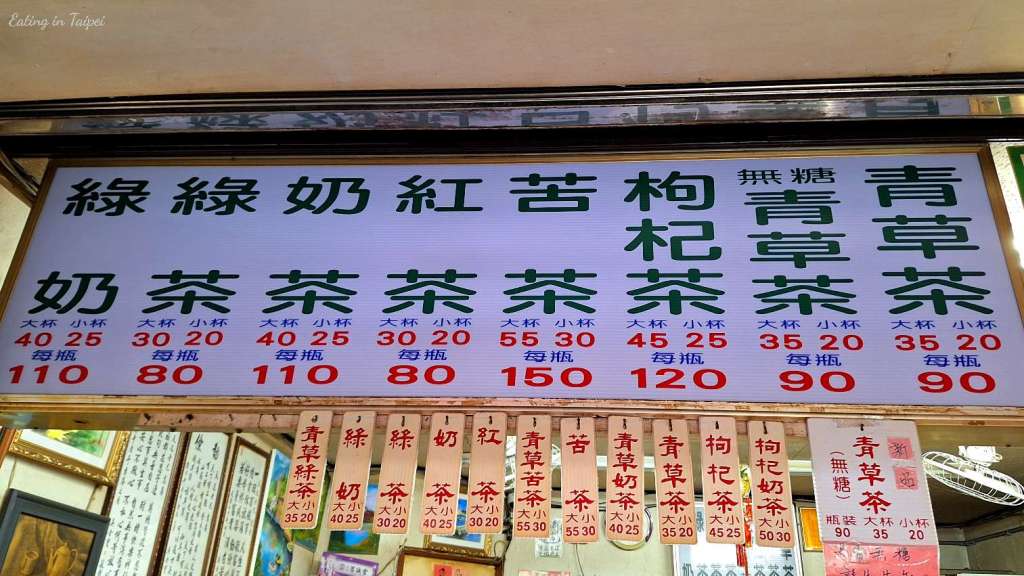 Eating in Taipei
青草茶
大杯 小杯
35 20
每瓶
90
無糖
青草茶
大杯 小杯
35 20
每瓶
90
枸杞茶
大杯 小杯
45 25
每瓶
120
苦茶
大杯 小杯
55 30
每瓶
150
紅茶
大杯 小杯
30 20
每瓶
80
奶茶
大杯 小杯
40 25
每瓶
110
綠茶
大杯 小杯
30 20
每瓶
80
綠奶
大杯 小杯
40 25
每瓶
110
青草茶
(無糖)
瓶裝 大杯 小杯
90 35 20
枸杞奶茶
大 小
50 30
枸杞茶
大 小
45 25
青草茶
大 小
35 20
青草奶茶
大 小
40 25
苦茶
大 小
55 30
青草苦茶
大 小
55 30
紅茶
大 小
30 20
奶茶
大 小
40 25
綠茶
大 小
30 20
綠奶
大 小
40 25
青草綠茶
大 小
35 20